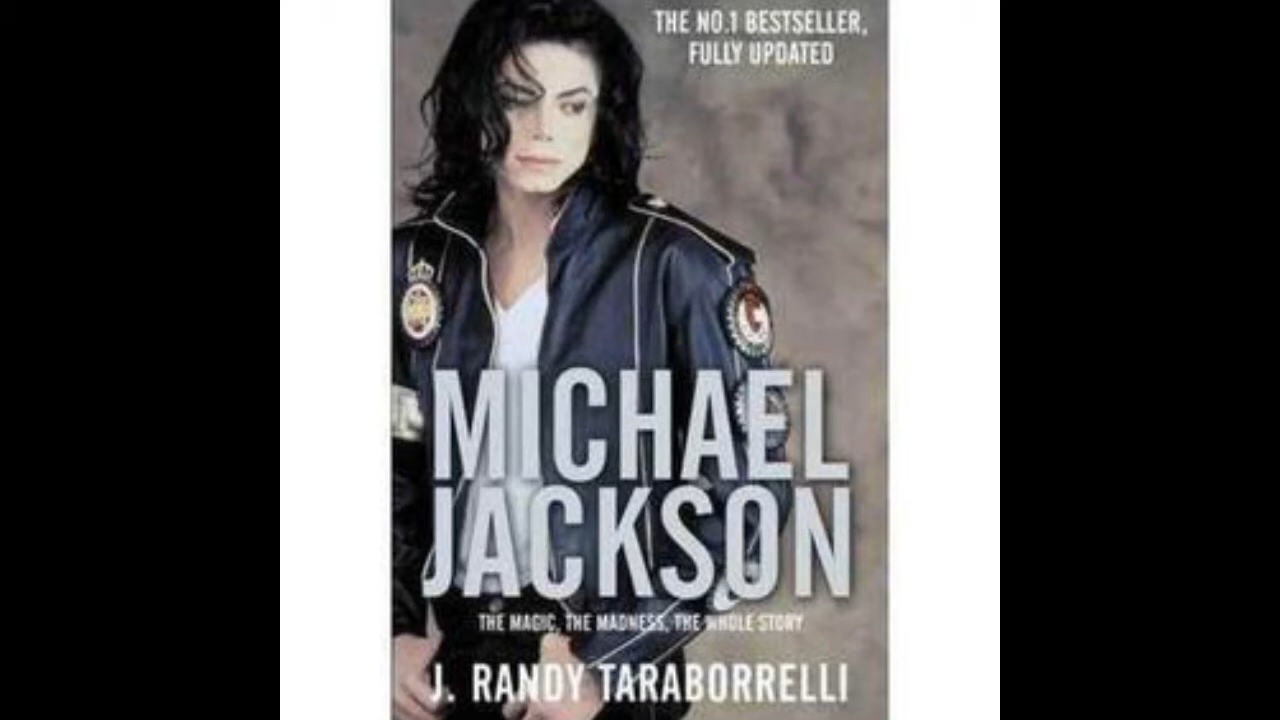 THE NO.1 BESTSELLER,
FULLY UPDATED
MICHAEL
JACKSON
THE MAGIC, THE MADNESS, THE WHOLE STORY
J. RANDY TARABORRELLI